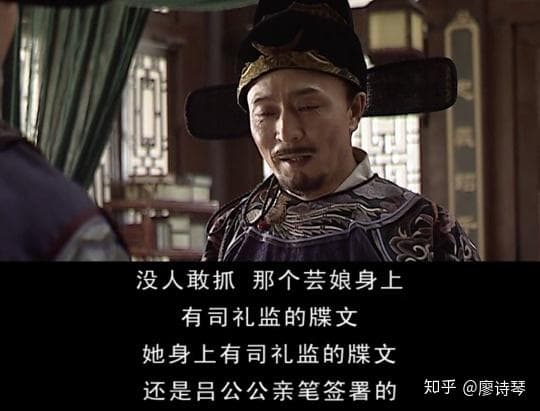 没人敢抓 那个芸娘身上
有司礼监的牒文
她身上有司礼监的牒文
还是吕公公亲笔签署的
知乎 @廖诗琴